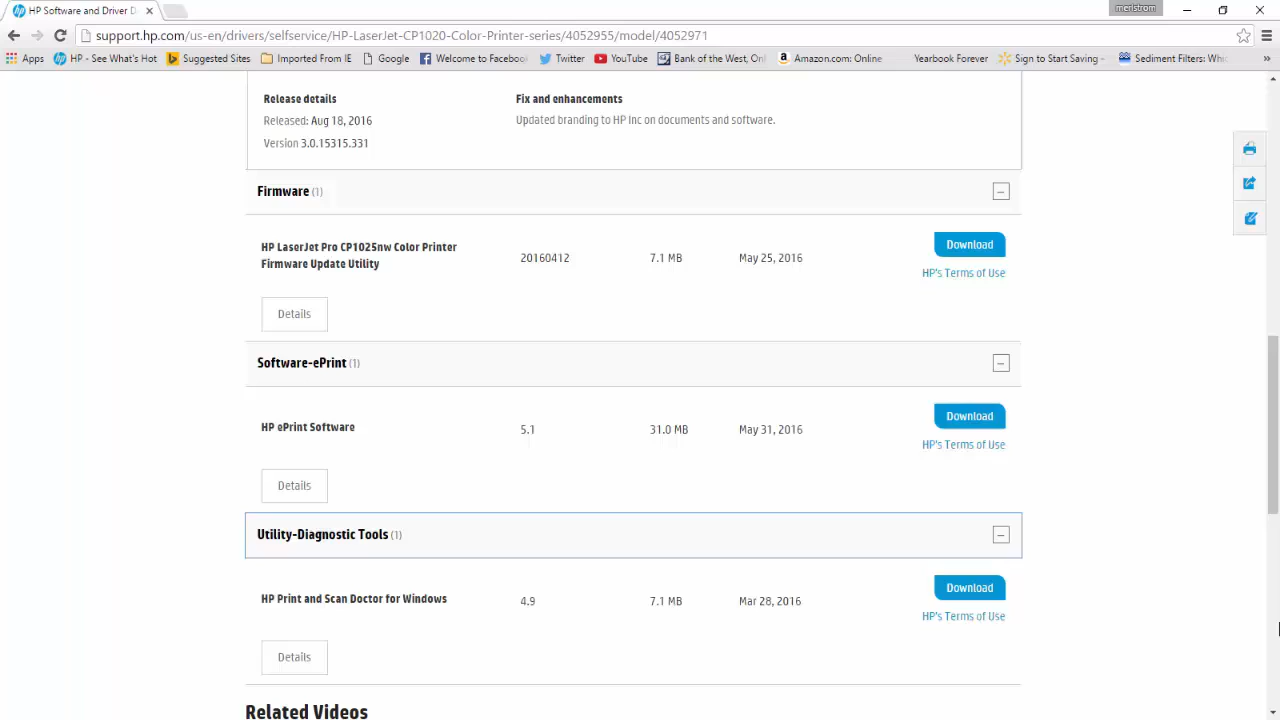 HP Software and Driver D
meristrom
support.hp.com/us-en/drivers/selfservice/HP-LaserJet-CP1020-Color-Printer-series/4052955/model/4052971
Apps HP - See What's Hot Suggested Sites Imported From IE Google Welcome to Facebook Twitter YouTube Bank of the West, Onl Amazon.com: Online Yearbook Forever Sign to Start Saving - Sediment Filters: Whi »
Release details Fix and enhancements
Released: Aug 18, 2016 Updated branding to HP Inc on documents and software.
Version 3.0.15315.331
Firmware (1)
HP LaserJet Pro CP1025nw Color Printer
Firmware Update Utility
20160412 7.1 MB May 25, 2016 Download
HP's Terms of Use
Details
Software-ePrint (1)
HP ePrint Software 5.1 31.0 MB May 31, 2016 Download
HP's Terms of Use
Details
Utility-Diagnostic Tools (1)
HP Print and Scan Doctor for Windows 4.9 7.1 MB Mar 28, 2016 Download
HP's Terms of Use
Details
Related Videos